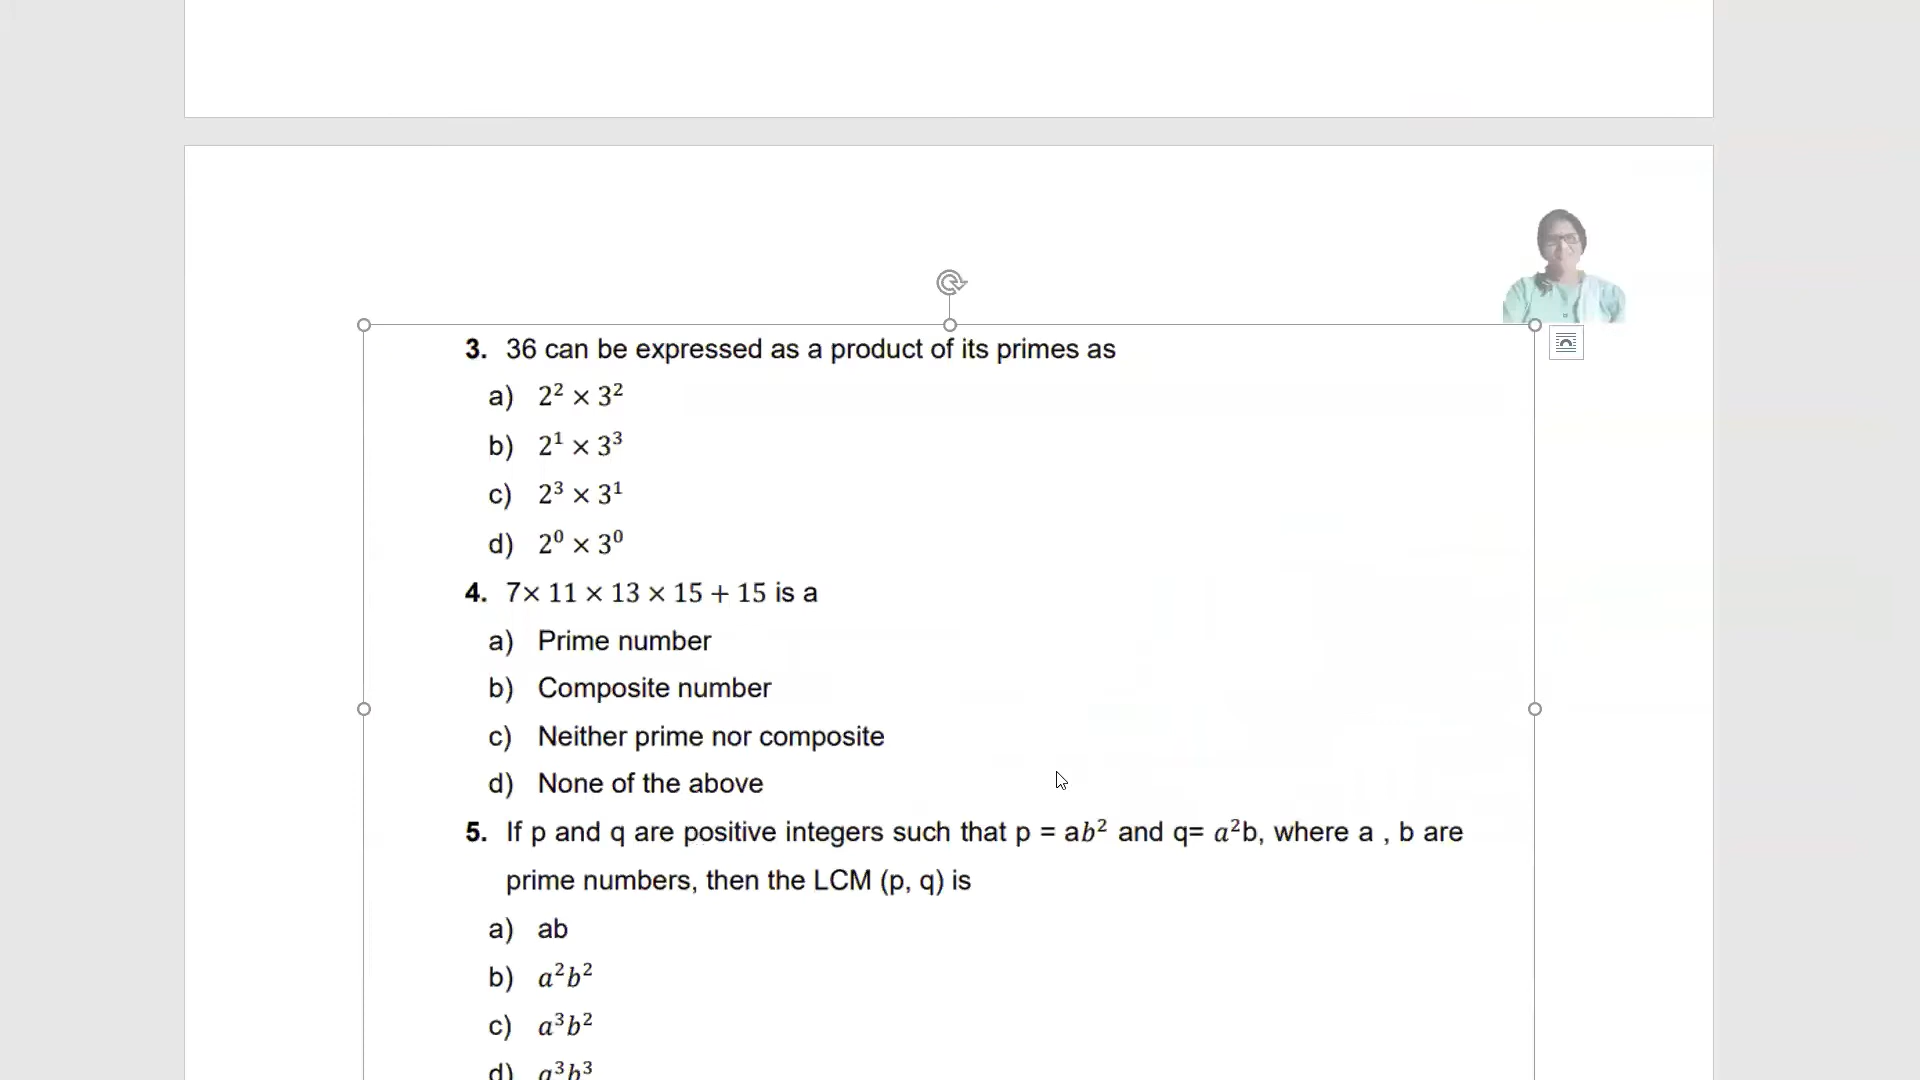 3. 36 can be expressed as a product of its primes as
a) 2² × 3²
b) 2¹ × 3³
c) 2³ × 3¹
d) 2⁰ × 3⁰
4. 7× 11 × 13 × 15 + 15 is a
a) Prime number
b) Composite number
c) Neither prime nor composite
d) None of the above
5. If p and q are positive integers such that p = ab² and q= a²b, where a , b are
prime numbers, then the LCM (p, q) is
a) ab
b) a²b²
c) a³b²
d) a³b³